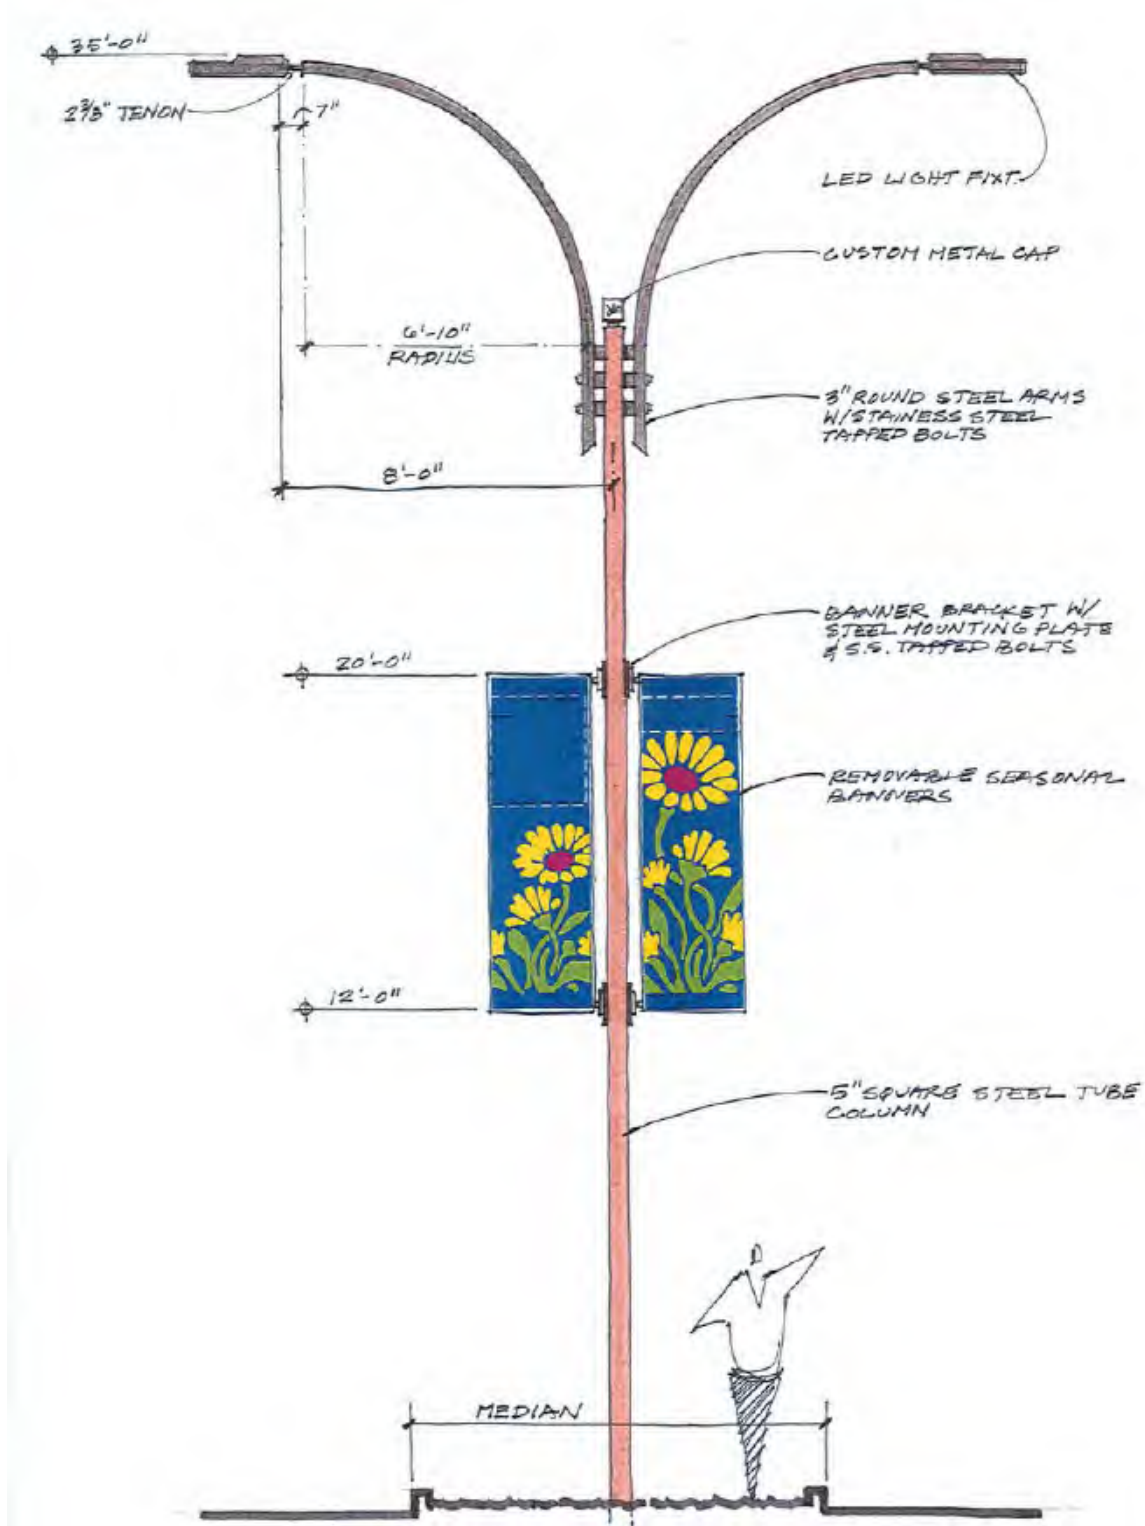 35'-0"
2⅜" TENON
7"
LED LIGHT FIXT.
CUSTOM METAL CAP
6'-10"
RADIUS
3" ROUND STEEL ARMS
W/STAINESS STEEL
TAPPED BOLTS
8'-0"
BANNER BRACKET W/
STEEL MOUNTING PLATE
& S.S. TAPPED BOLTS
20'-0"
REMOVABLE SEASONAL
BANNERS
12'-0"
5" SQUARE STEEL TUBE
COLUMN
MEDIAN